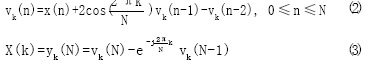 v_k(n)=x(n)+2cos(2πk/N)v_k(n-1)-v_k(n-2), 0≤n≤N ②
X(k)=y_k(N)=v_k(N)-e^{-j2πk/N} v_k(N-1) ③